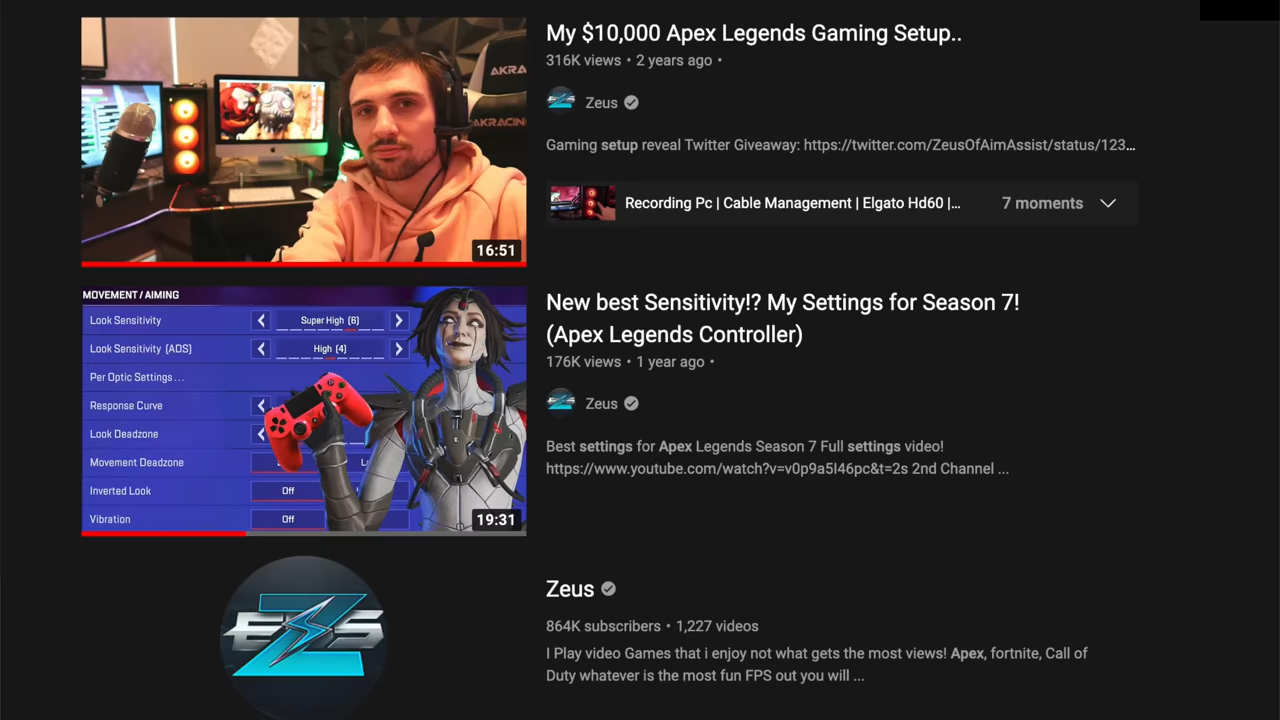 My $10,000 Apex Legends Gaming Setup..
316K views • 2 years ago •
Zeus
Gaming setup reveal Twitter Giveaway: https://twitter.com/ZeusOfAimAssist/status/123...
Recording Pc | Cable Management | Elgato Hd60 |...
7 moments
AKRA
AKRACING
16:51
MOVEMENT / AIMING
Look Sensitivity
Super High (6)
Look Sensitivity (ADS)
High (4)
Per Optic Settings...
Response Curve
Look Deadzone
Movement Deadzone
Inverted Look
Off
Vibration
Off
19:31
New best Sensitivity!? My Settings for Season 7!
(Apex Legends Controller)
176K views • 1 year ago •
Zeus
Best settings for Apex Legends Season 7 Full settings video!
https://www.youtube.com/watch?v=v0p9a5I46pc&t=2s 2nd Channel ...
Zeus
864K subscribers • 1,227 videos
I Play video Games that i enjoy not what gets the most views! Apex, fortnite, Call of
Duty whatever is the most fun FPS out you will ...